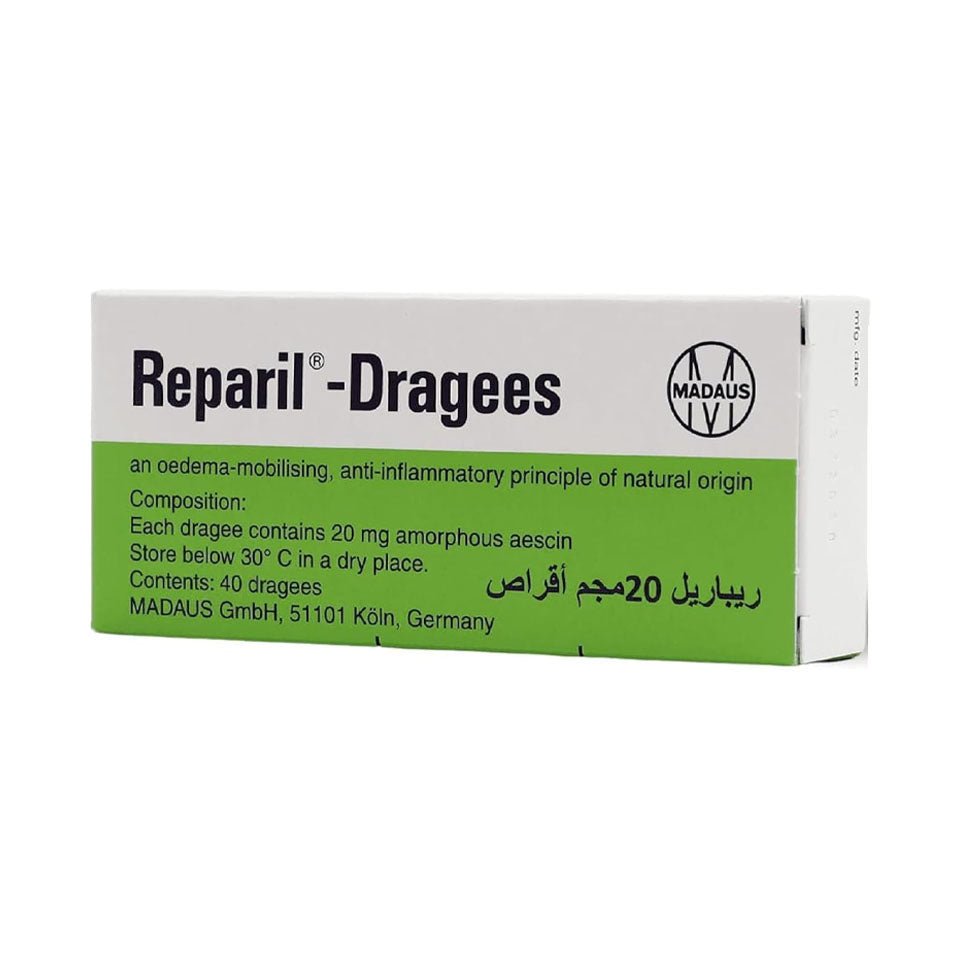 Reparil®-Dragees
MADAUS
an oedema-mobilising, anti-inflammatory principle of natural origin
Composition:
Each dragee contains 20 mg amorphous aescin
Store below 30° C in a dry place.
Contents: 40 dragees
ريباريل 20مجم أقراص
MADAUS GmbH, 51101 Köln, Germany
mfg. date